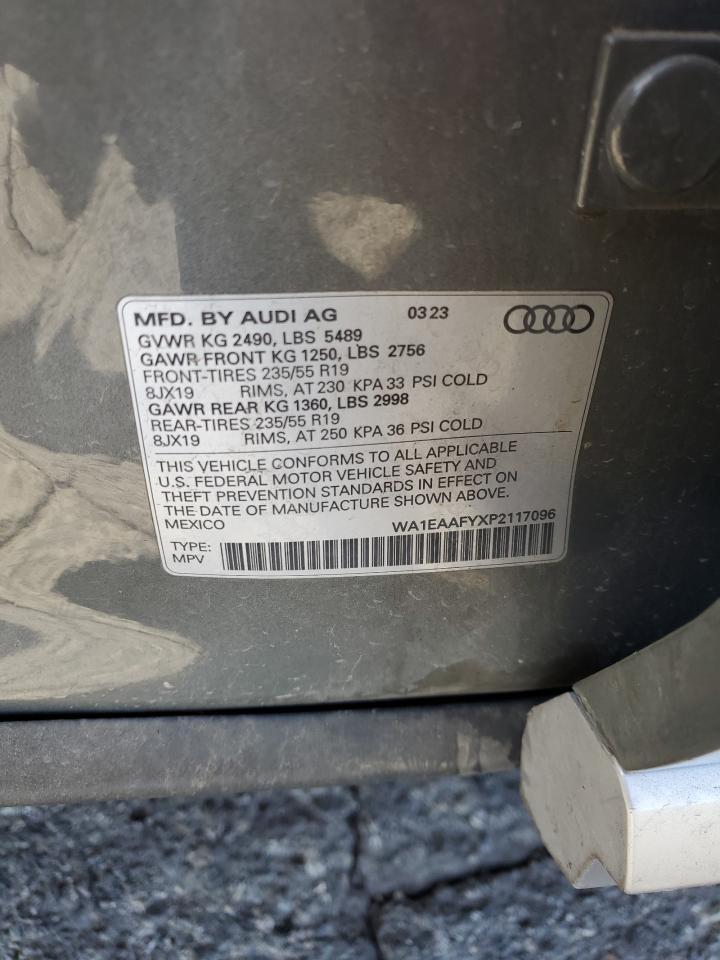 MFD. BY AUDI AG 03 23
GVWR KG 2490, LBS 5489
GAWR FRONT KG 1250, LBS 2756
FRONT-TIRES 235/55 R19
8JX19 RIMS, AT 230 KPA 33 PSI COLD
GAWR REAR KG 1360, LBS 2998
REAR-TIRES 235/55 R19
8JX19 RIMS, AT 250 KPA 36 PSI COLD
THIS VEHICLE CONFORMS TO ALL APPLICABLE
U.S. FEDERAL MOTOR VEHICLE SAFETY AND
THEFT PREVENTION STANDARDS IN EFFECT ON
THE DATE OF MANUFACTURE SHOWN ABOVE.
MEXICO WA1EAAFYXP2117096
TYPE:
MPV